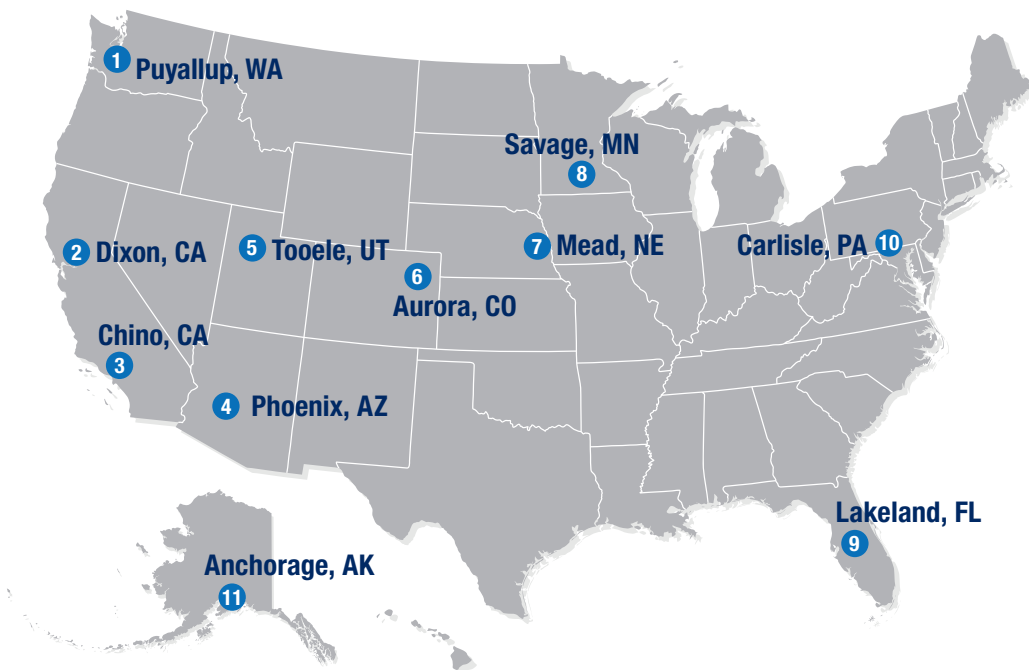 1 Puyallup, WA
Savage, MN
8
2 Dixon, CA
5 Tooele, UT
7 Mead, NE
Carlisle, PA 10
6
Aurora, CO
Chino, CA
3
4 Phoenix, AZ
Lakeland, FL
9
Anchorage, AK
11